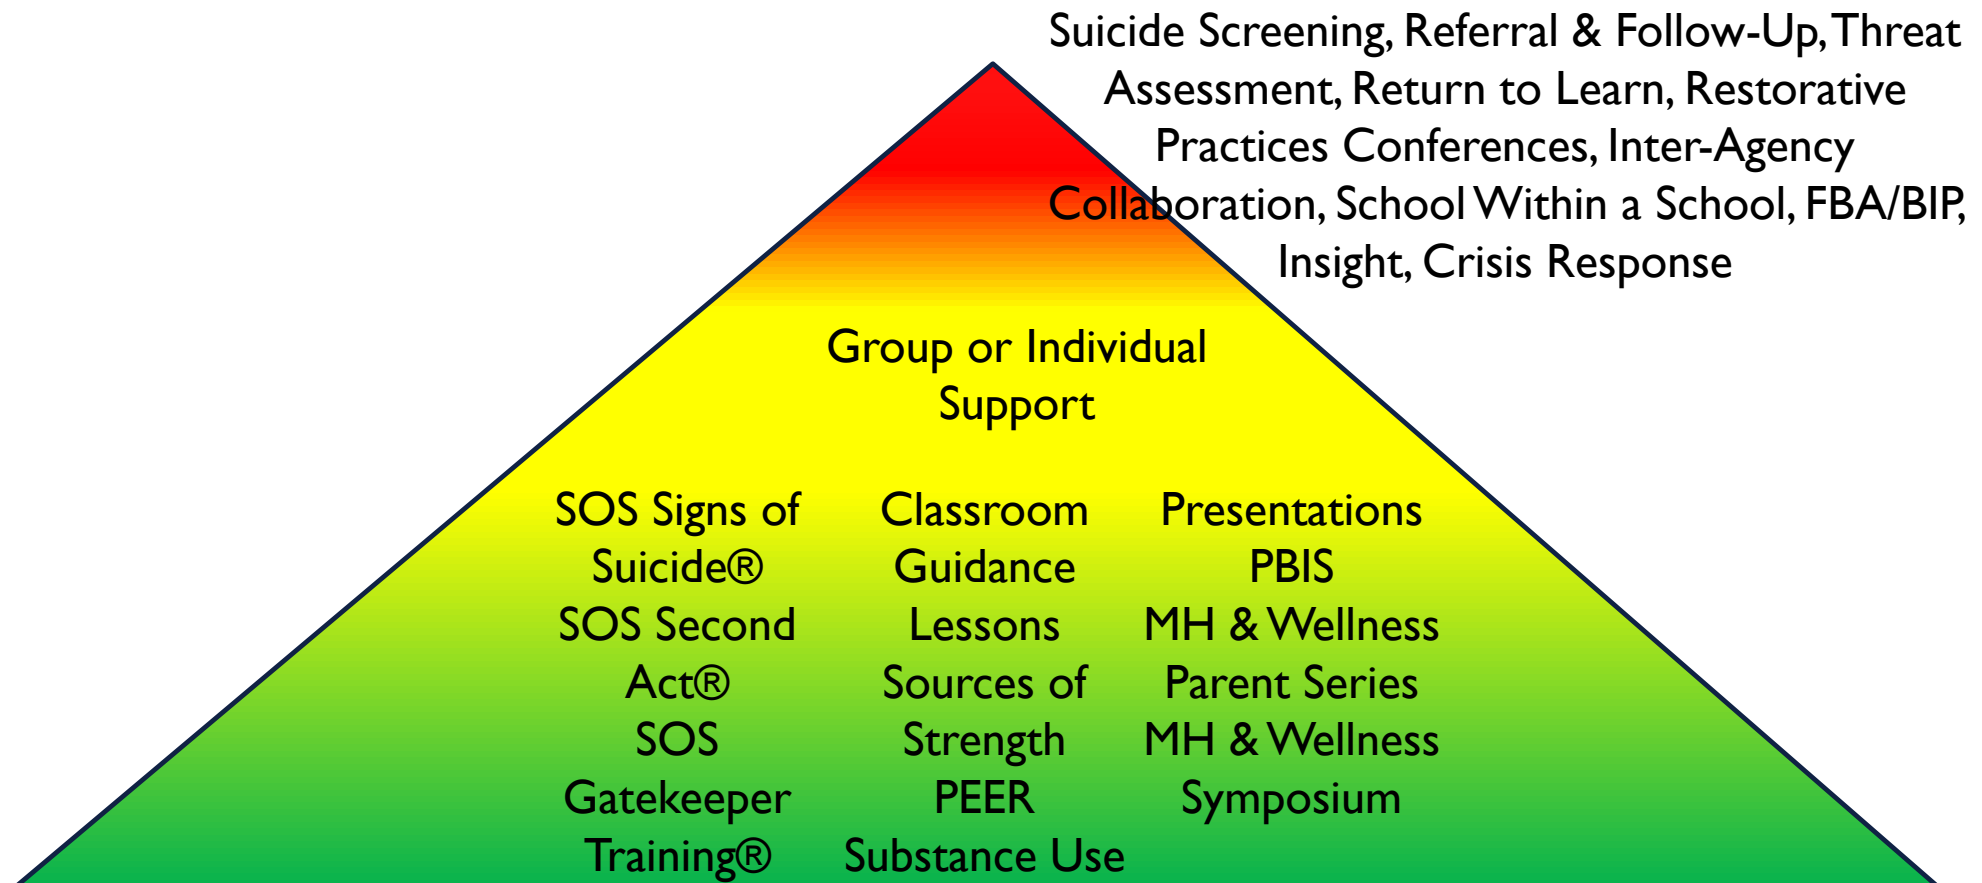 Suicide Screening, Referral & Follow-Up, Threat
Assessment, Return to Learn, Restorative
Practices Conferences, Inter-Agency
Collaboration, School Within a School, FBA/BIP,
Insight, Crisis Response
Group or Individual
Support
SOS Signs of
Suicide®
SOS Second
Act®
SOS
Gatekeeper
Training®
Classroom
Guidance
Lessons
Sources of
Strength
PEER
Substance Use
Presentations
PBIS
MH & Wellness
Parent Series
MH & Wellness
Symposium